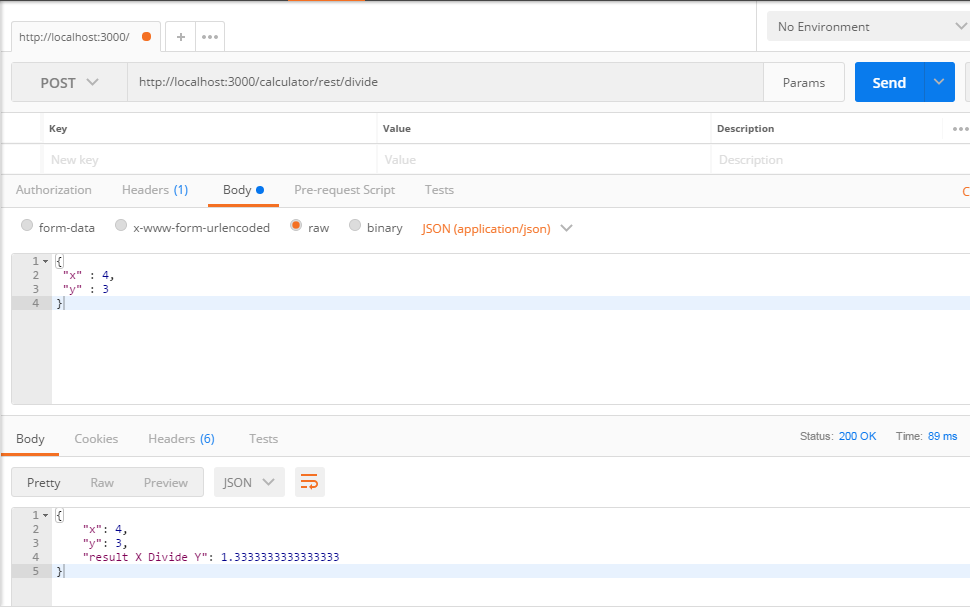 http://localhost:3000/ + ••• No Environment
POST http://localhost:3000/calculator/rest/divide Params Send
Key Value Description •••
New key Value Description
Authorization Headers (1) Body Pre-request Script Tests C
form-data x-www-form-urlencoded raw binary JSON (application/json)
1 {
2 "x" : 4,
3 "y" : 3
4 }
Body Cookies Headers (6) Tests Status: 200 OK Time: 89 ms
Pretty Raw Preview JSON
1 {
2 "x": 4,
3 "y": 3,
4 "result X Divide Y": 1.3333333333333333
5 }